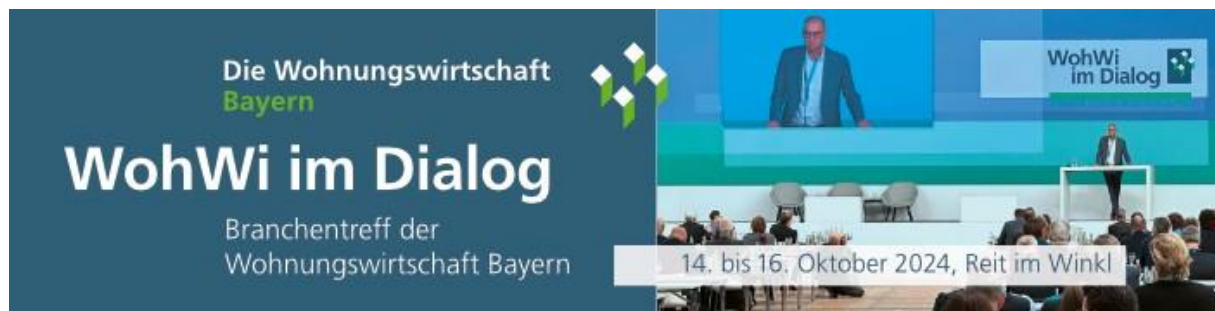 Die Wohnungswirtschaft
Bayern
WohWi im Dialog
Branchentreff der
Wohnungswirtschaft Bayern
WohWi
im Dialog
14. bis 16. Oktober 2024, Reit im Winkl